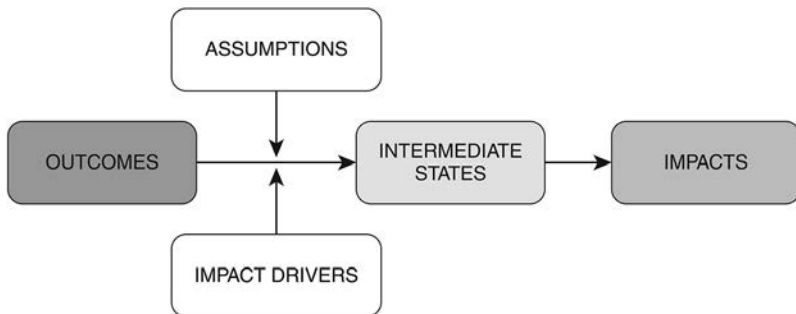 ASSUMPTIONS
OUTCOMES
INTERMEDIATE
STATES
IMPACTS
IMPACT DRIVERS